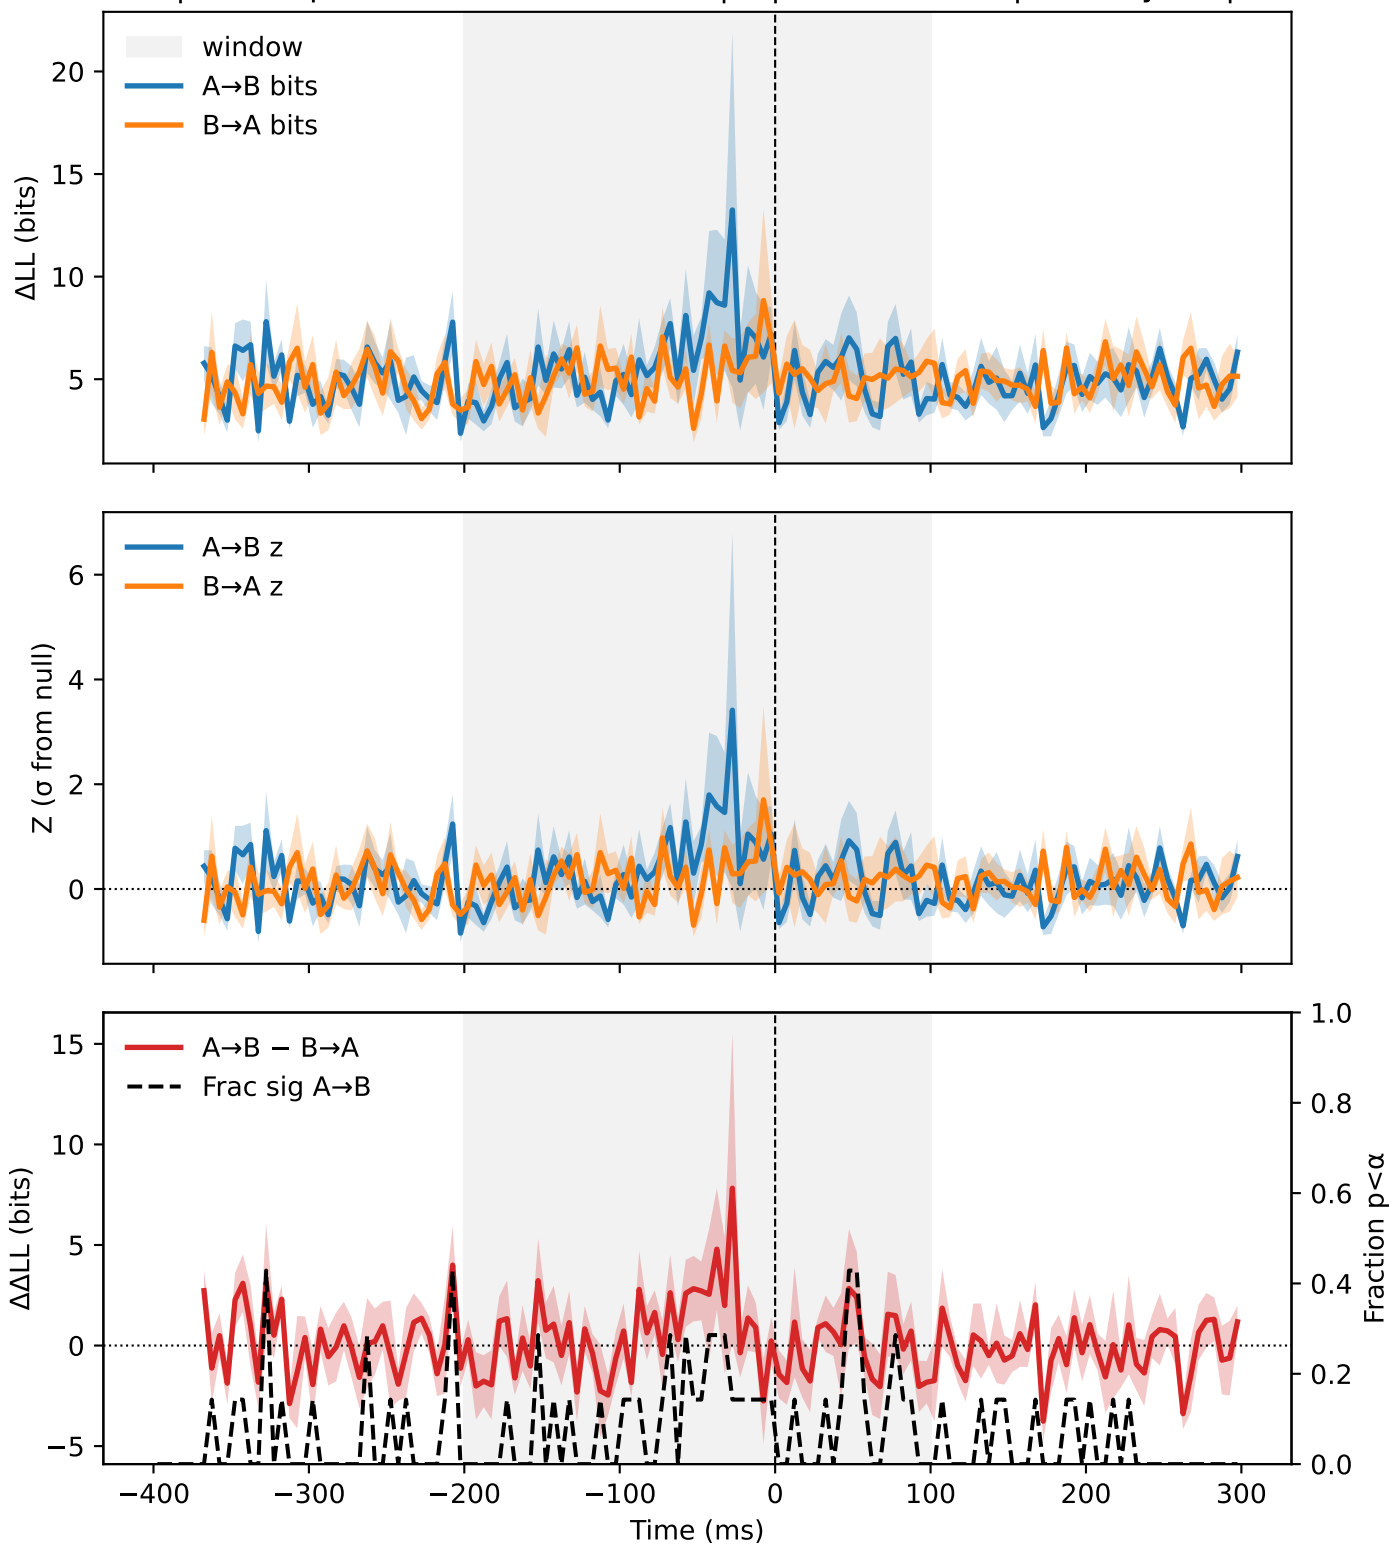 window
A→B bits
B→A bits
20
15
10
5
ΔLL (bits)
A→B z
B→A z
6
4
2
0
Z (σ from null)
A→B − B→A
Frac sig A→B
15
10
5
0
−5
ΔΔLL (bits)
1.0
0.8
0.6
0.4
0.2
0.0
Fraction p<α
−400 −300 −200 −100 0 100 200 300
Time (ms)